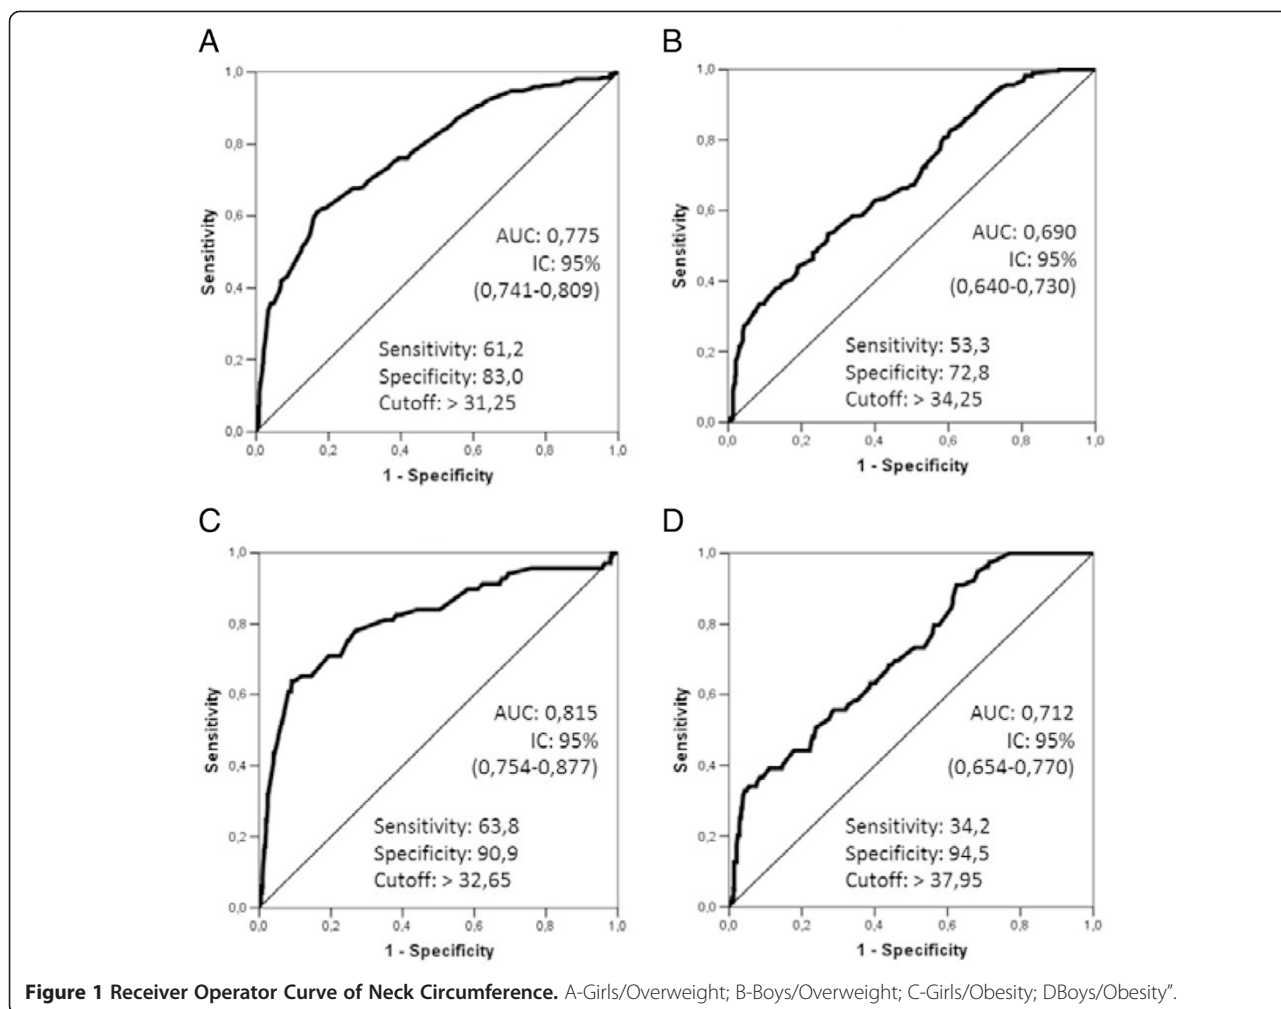 A
1,0
0,8
0,6
0,4
0,2
0,0
Sensitivity
AUC: 0,775
IC: 95%
(0,741-0,809)
Sensitivity: 61,2
Specificity: 83,0
Cutoff: > 31,25
0,0 0,2 0,4 0,6 0,8 1,0
1 - Specificity
B
1,0
0,8
0,6
0,4
0,2
0,0
Sensitivity
AUC: 0,690
IC: 95%
(0,640-0,730)
Sensitivity: 53,3
Specificity: 72,8
Cutoff: > 34,25
0,0 0,2 0,4 0,6 0,8 1,0
1 - Specificity
C
1,0
0,8
0,6
0,4
0,2
0,0
Sensitivity
AUC: 0,815
IC: 95%
(0,754-0,877)
Sensitivity: 63,8
Specificity: 90,9
Cutoff: > 32,65
0,0 0,2 0,4 0,6 0,8 1,0
1 - Specificity
D
1,0
0,8
0,6
0,4
0,2
0,0
Sensitivity
AUC: 0,712
IC: 95%
(0,654-0,770)
Sensitivity: 34,2
Specificity: 94,5
Cutoff: > 37,95
0,0 0,2 0,4 0,6 0,8 1,0
1 - Specificity
Figure 1 Receiver Operator Curve of Neck Circumference. A-Girls/Overweight; B-Boys/Overweight; C-Girls/Obesity; DBoys/Obesity”.